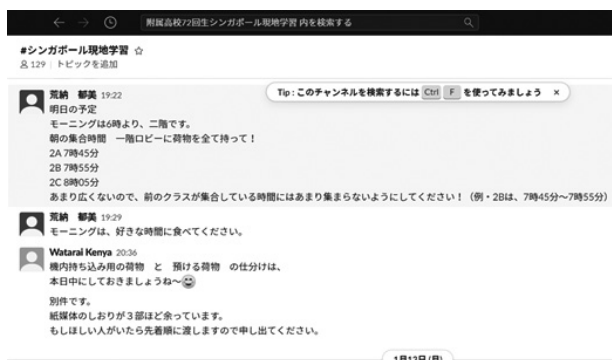 附属高校72回生シンガポール現地学習 内を検索する
#シンガポール現地学習 ☆
129 | トピックを追加
Tip : このチャンネルを検索するには Ctrl F を使ってみましょう ×
荒納 郁美 19:22
明日の予定
モーニングは6時より、二階です。
朝の集合時間 一階ロビーに荷物を全て持って！
2A 7時45分
2B 7時55分
2C 8時05分
あまり広くないので、前のクラスが集合している時間にはあまり集まらないようにしてください！（例・2Bは、7時45分～7時55分）
荒納 郁美 19:29
モーニングは、好きな時間に食べてください。
Watarai Kenya 20:36
機内持ち込み用の荷物 と 預ける荷物 の仕分けは、
本日中にしておきましょうね～
別件です。
紙媒体のしおりが３部ほど余っています。
もしほしい人がいたら先着順に渡しますので申し出てください。
1月12日 (月)